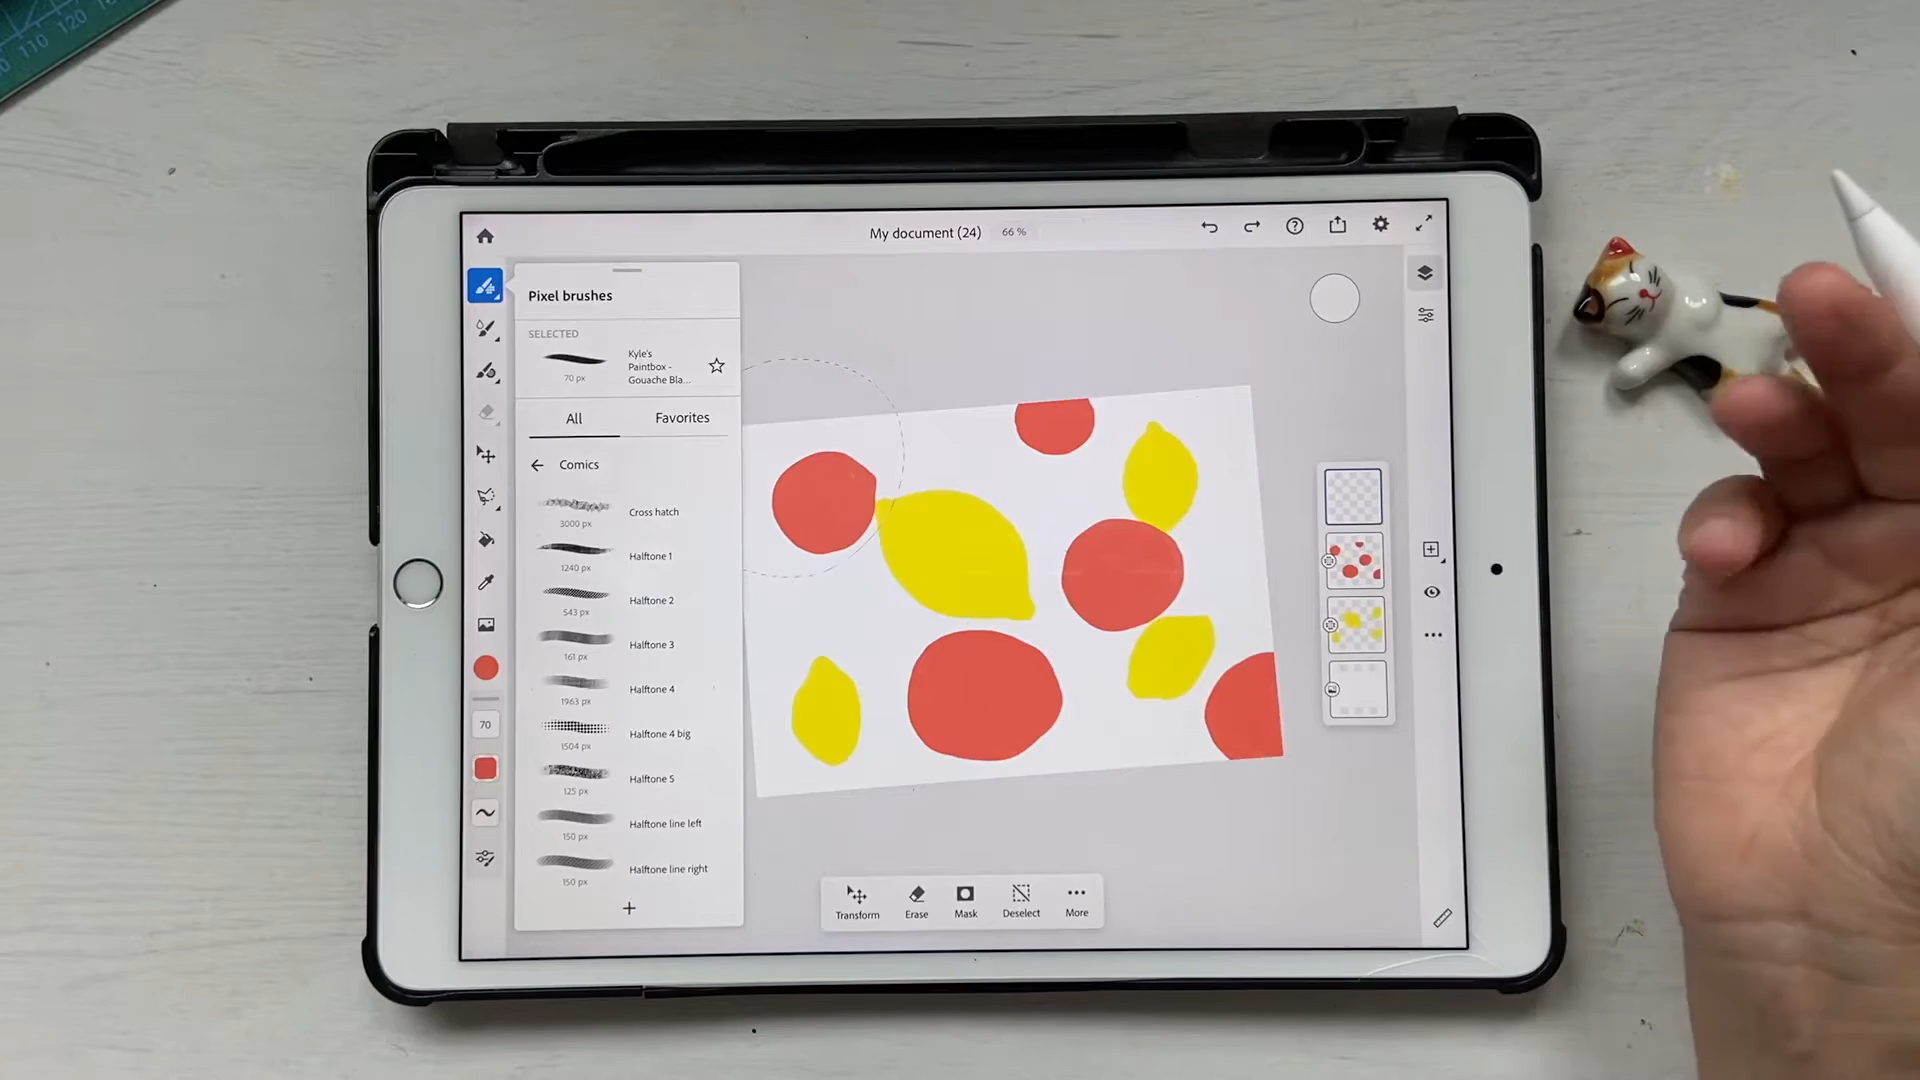 110 120
My document (24) 66 %
Pixel brushes
SELECTED
Kyle's
Paintbox -
Gouache Bla...
70 px
All Favorites
Comics
Cross hatch
3000 px
Halftone 1
1240 px
Halftone 2
543 px
Halftone 3
161 px
Halftone 4
1963 px
Halftone 4 big
1504 px
Halftone 5
125 px
Halftone line left
150 px
Halftone line right
150 px
70
Transform Erase Mask Deselect More